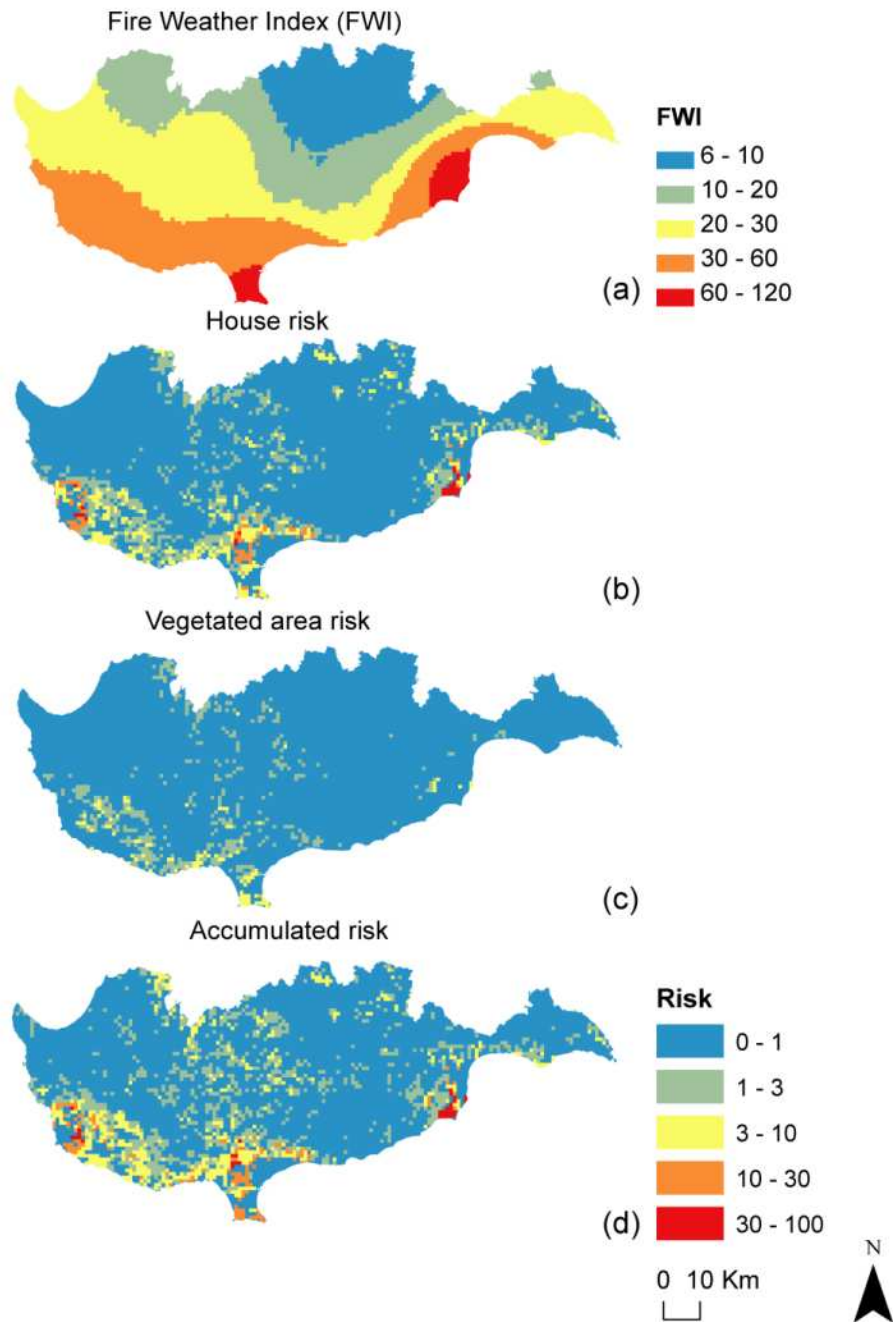 Fire Weather Index (FWI)
FWI
6 - 10
10 - 20
20 - 30
30 - 60
60 - 120
(a)
House risk
(b)
Vegetated area risk
(c)
Accumulated risk
Risk
0 - 1
1 - 3
3 - 10
10 - 30
30 - 100
(d)
0 10 Km
N